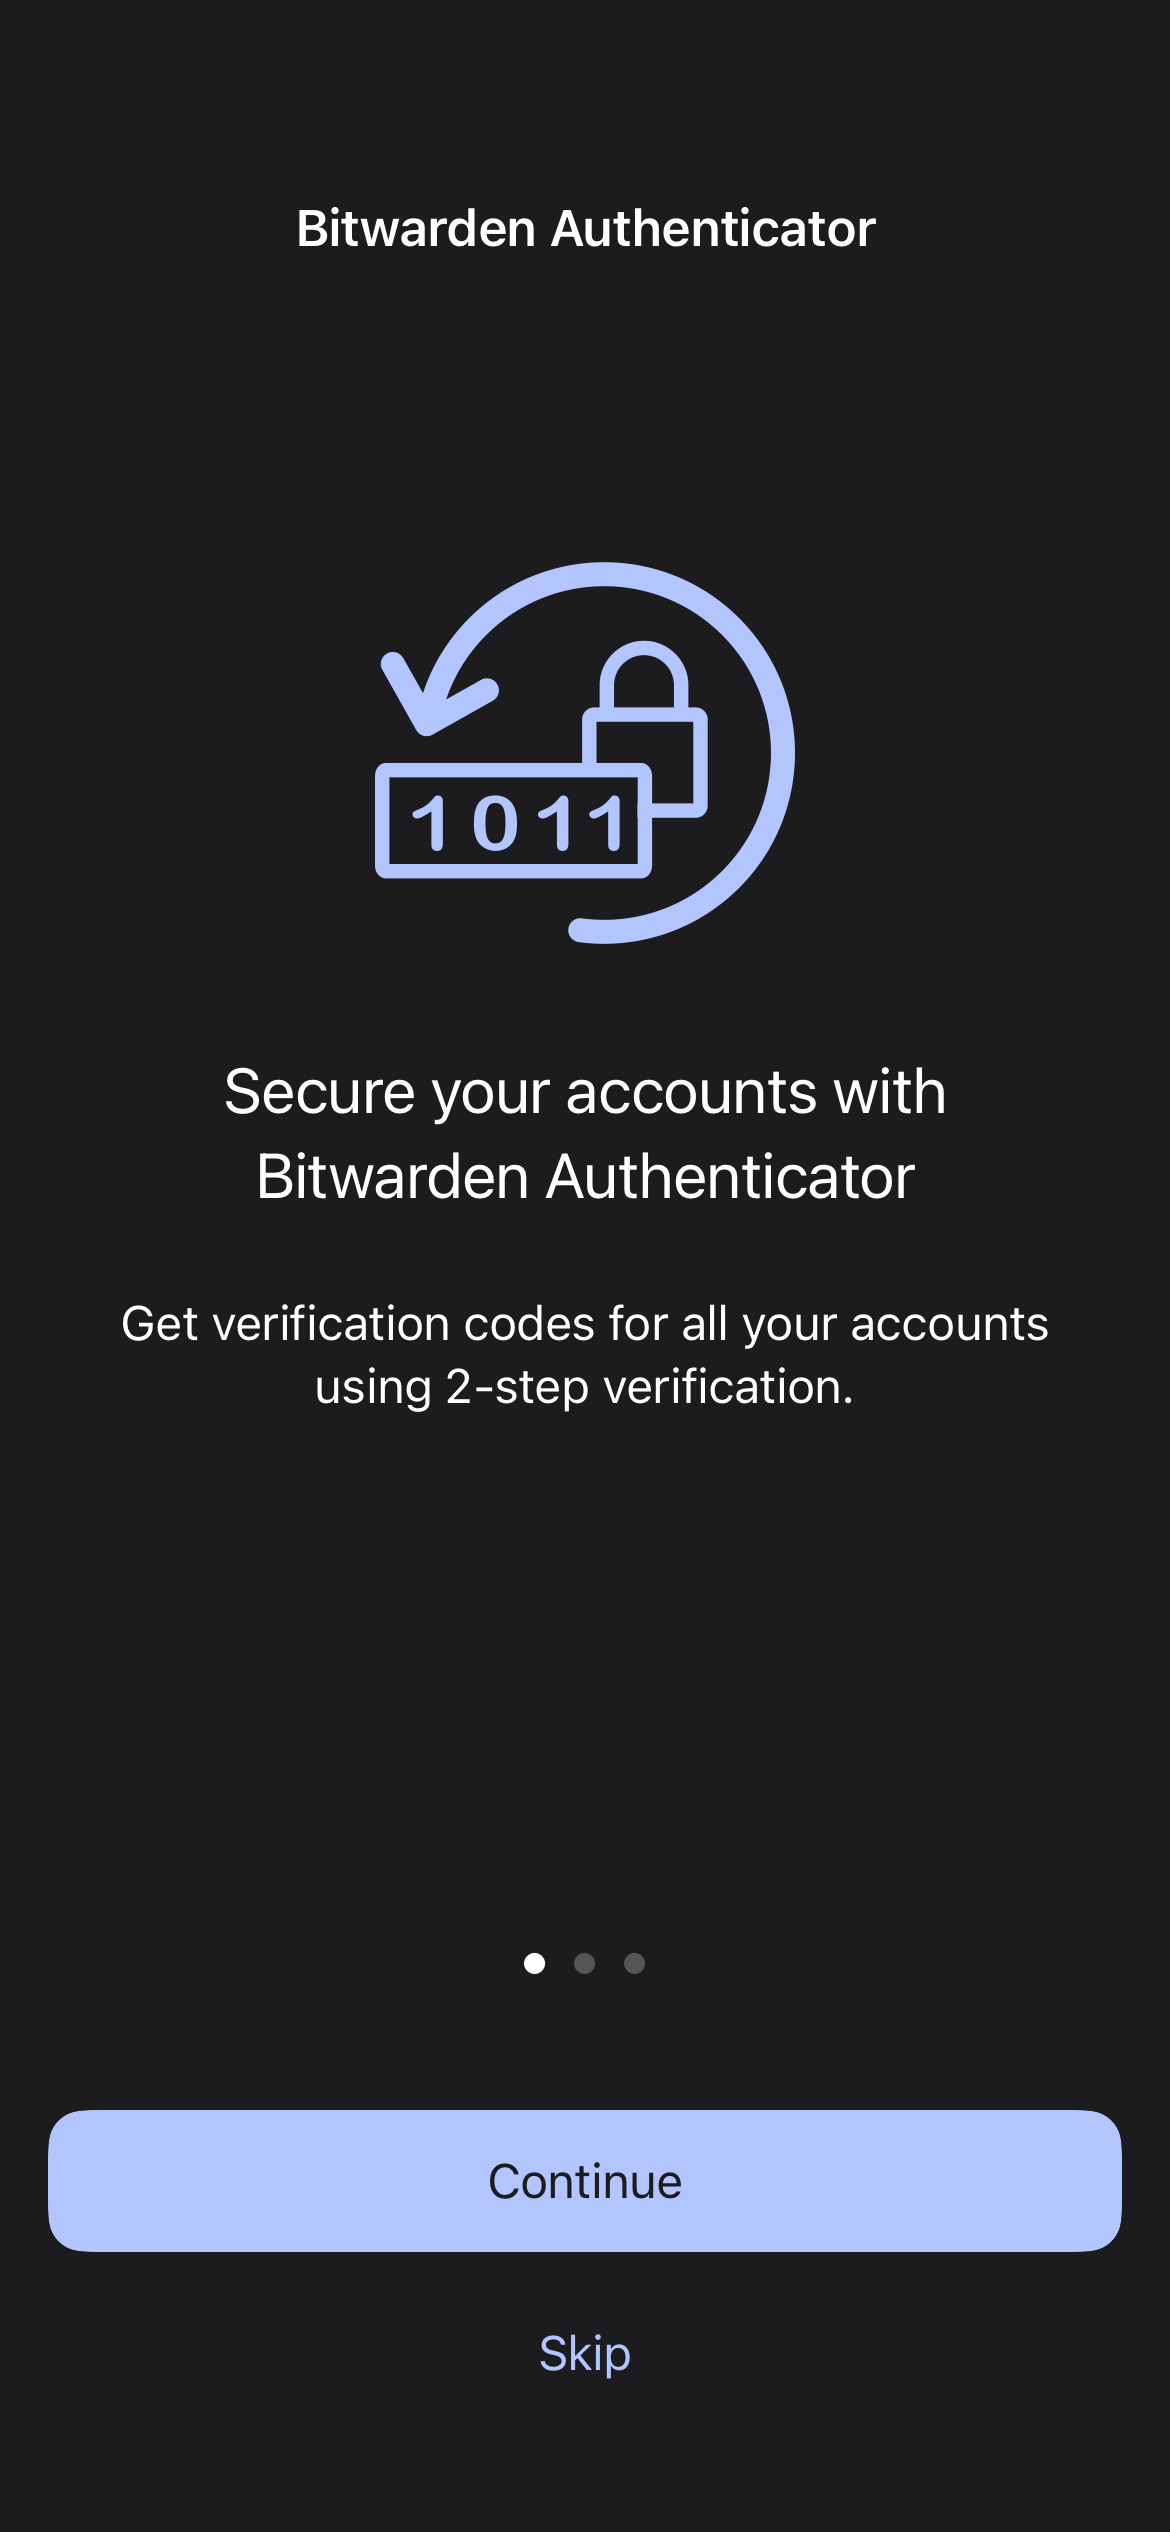 Bitwarden Authenticator
1011
Secure your accounts with
Bitwarden Authenticator
Get verification codes for all your accounts
using 2-step verification.
Continue
Skip